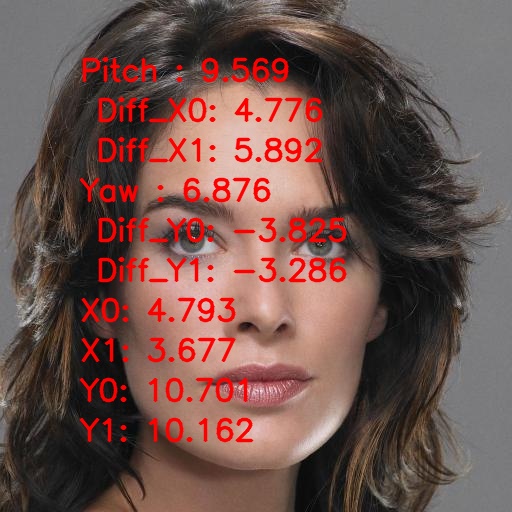 Pitch : 9.569
Diff_X0: 4.776
Diff_X1: 5.892
Yaw : 6.876
Diff_Y0: -3.825
Diff_Y1: -3.286
X0: 4.793
X1: 3.677
Y0: 10.701
Y1: 10.162